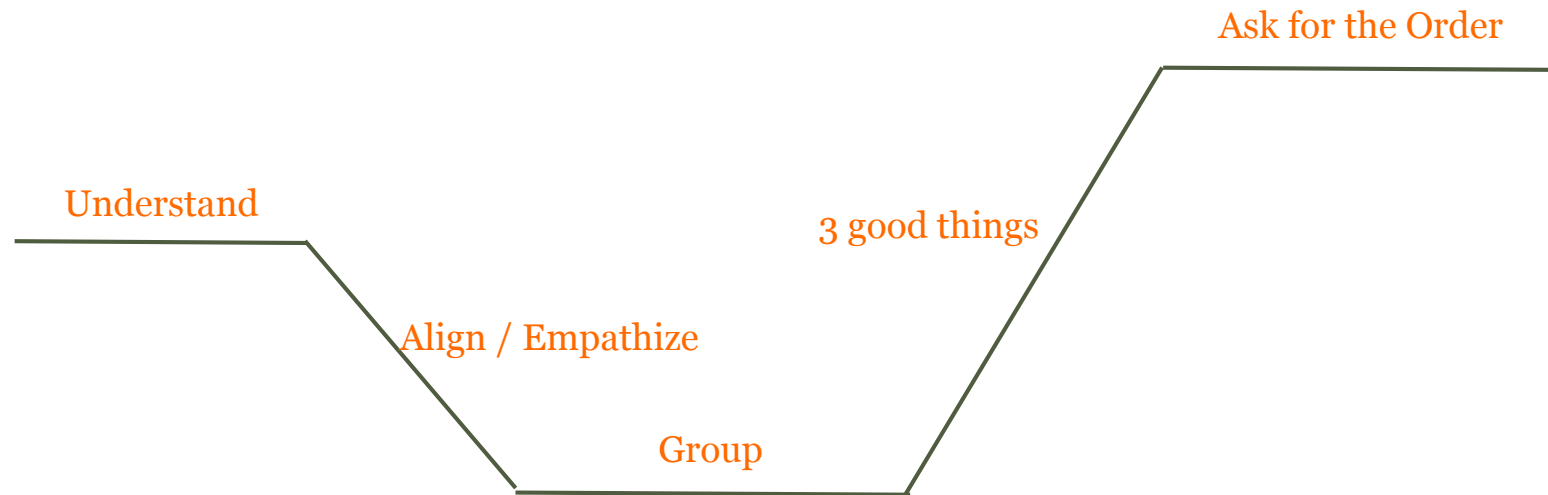 Understand
Align / Empathize
Group
3 good things
Ask for the Order